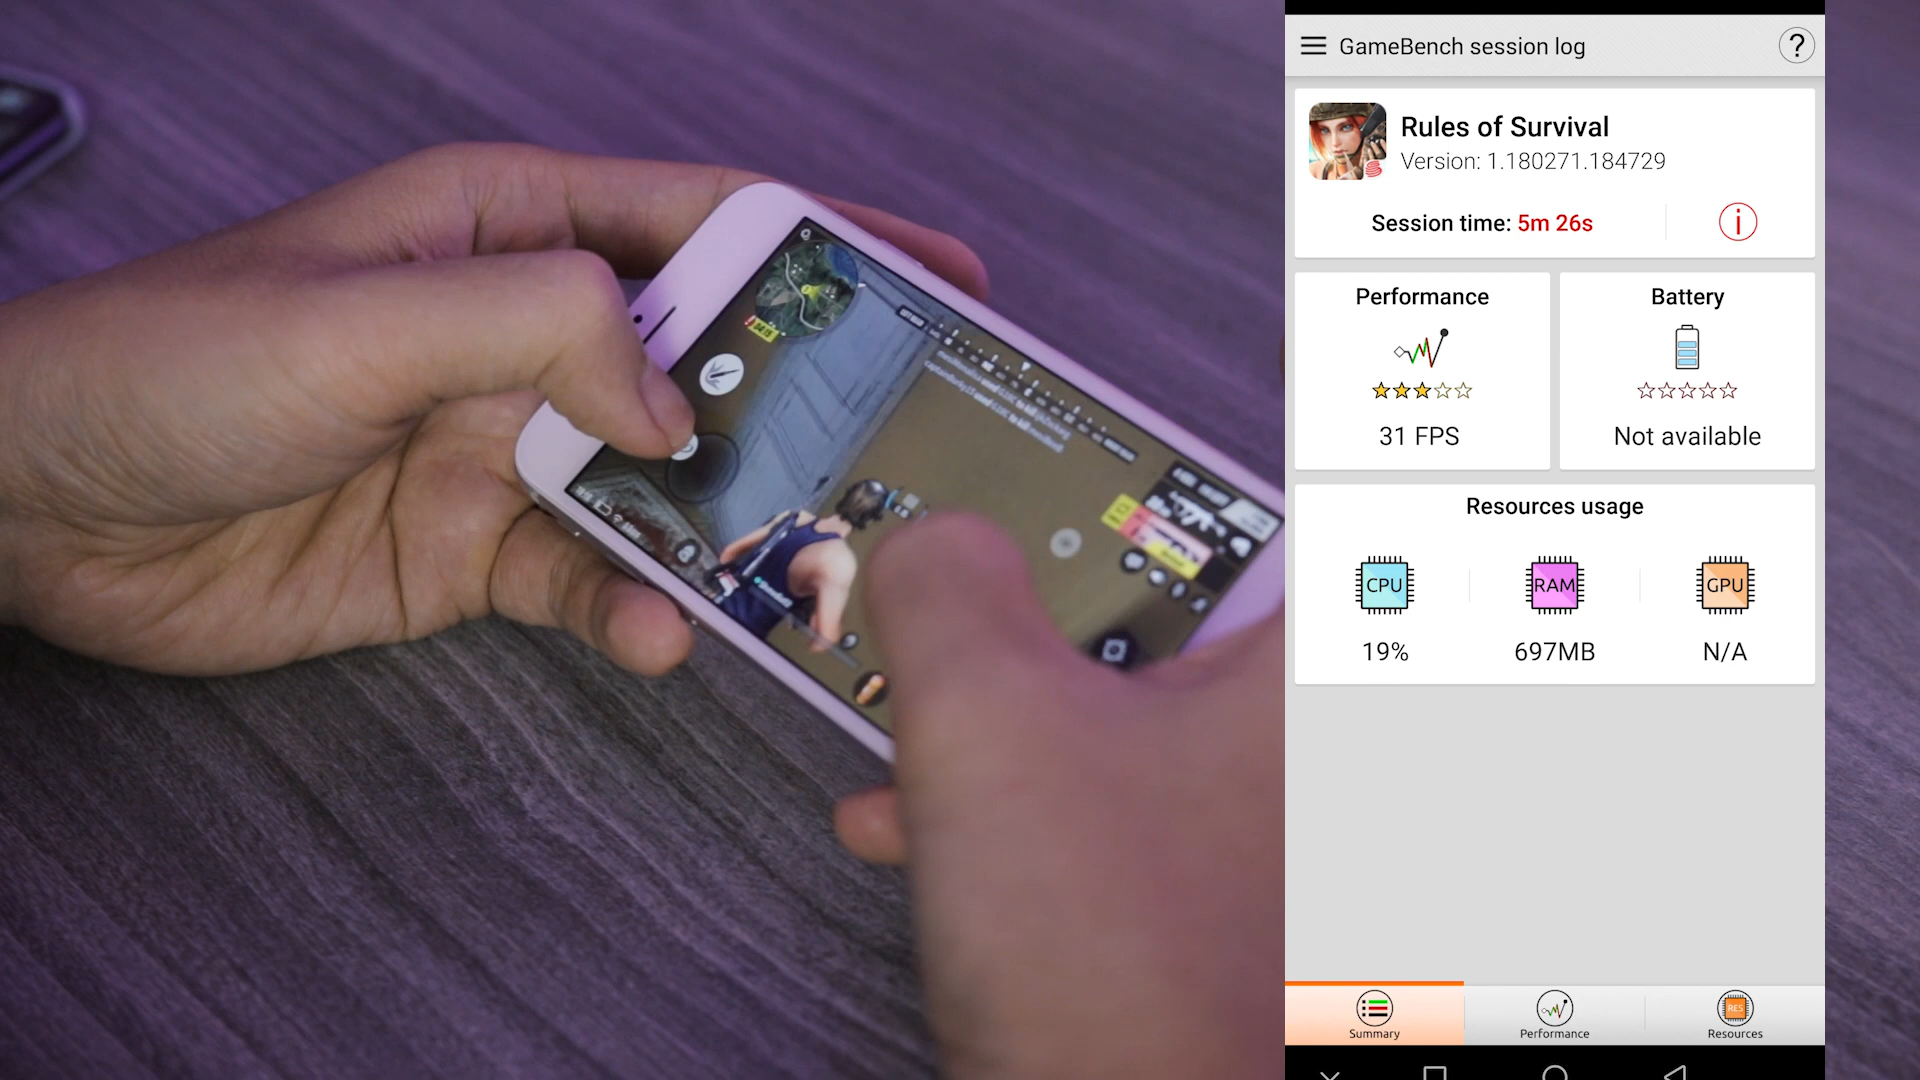 GameBench session log
?
Rules of Survival
Version: 1.180271.184729
Session time: 5m 26s
i
Performance
31 FPS
Battery
Not available
Resources usage
CPU
RAM
GPU
19%
697MB
N/A
RES
Summary
Performance
Resources